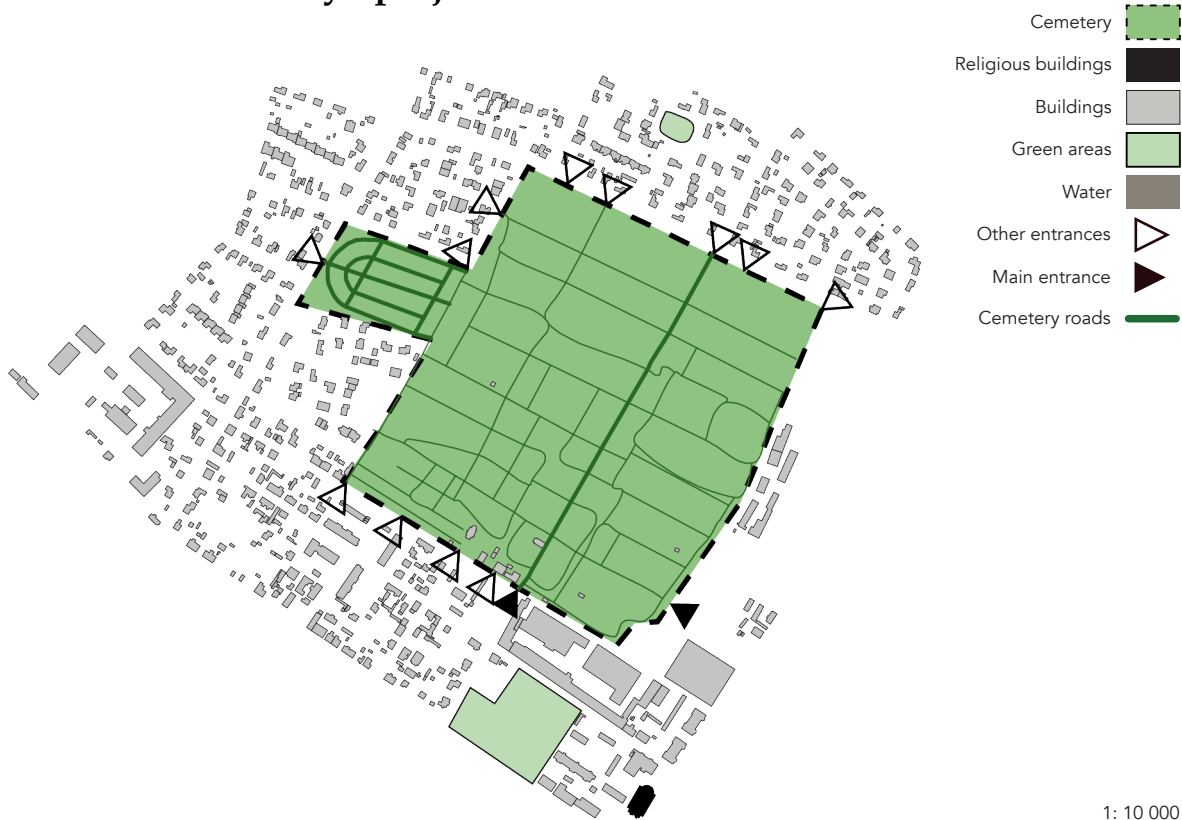 Cemetery
Religious buildings
Buildings
Green areas
Water
Other entrances
Main entrance
Cemetery roads
1: 10 000